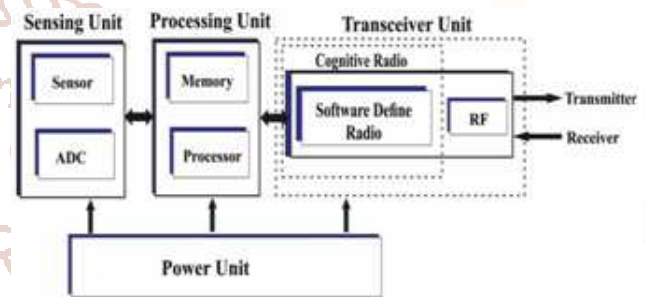 Sensing Unit
Processing Unit
Transceiver Unit
Sensor
ADC
Memory
Processor
Cognitive Radio
Software Define
Radio
RF
Transmitter
Receiver
Power Unit